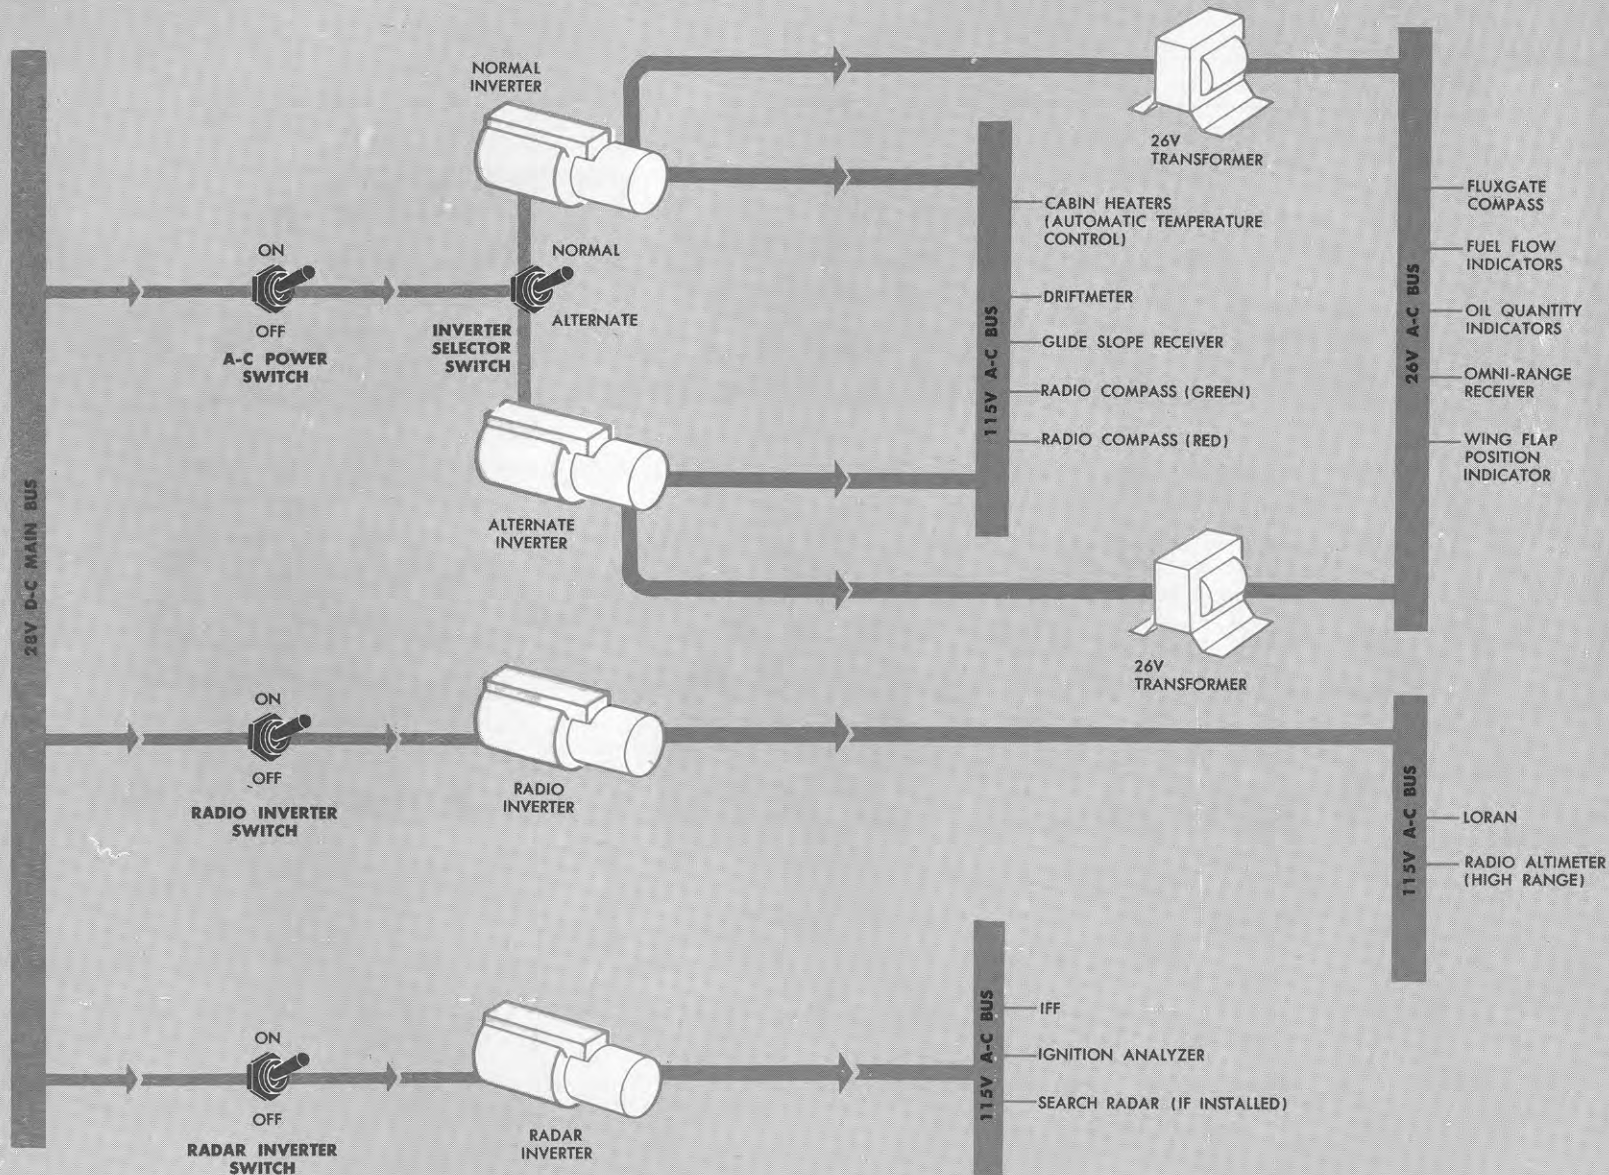 28V D-C MAIN BUS
NORMAL
INVERTER
26V
TRANSFORMER
ON
OFF
A-C POWER
SWITCH
NORMAL
ALTERNATE
INVERTER
SELECTOR
SWITCH
ALTERNATE
INVERTER
115V A-C BUS
CABIN HEATERS
(AUTOMATIC TEMPERATURE
CONTROL)
DRIFTMETER
GLIDE SLOPE RECEIVER
RADIO COMPASS (GREEN)
RADIO COMPASS (RED)
26V A-C BUS
FLUXGATE
COMPASS
FUEL FLOW
INDICATORS
OIL QUANTITY
INDICATORS
OMNI-RANGE
RECEIVER
WING FLAP
POSITION
INDICATOR
26V
TRANSFORMER
ON
OFF
RADIO INVERTER
SWITCH
RADIO
INVERTER
115V A-C BUS
LORAN
RADIO ALTIMETER
(HIGH RANGE)
ON
OFF
RADAR INVERTER
SWITCH
RADAR
INVERTER
115V A-C BUS
IFF
IGNITION ANALYZER
SEARCH RADAR (IF INSTALLED)